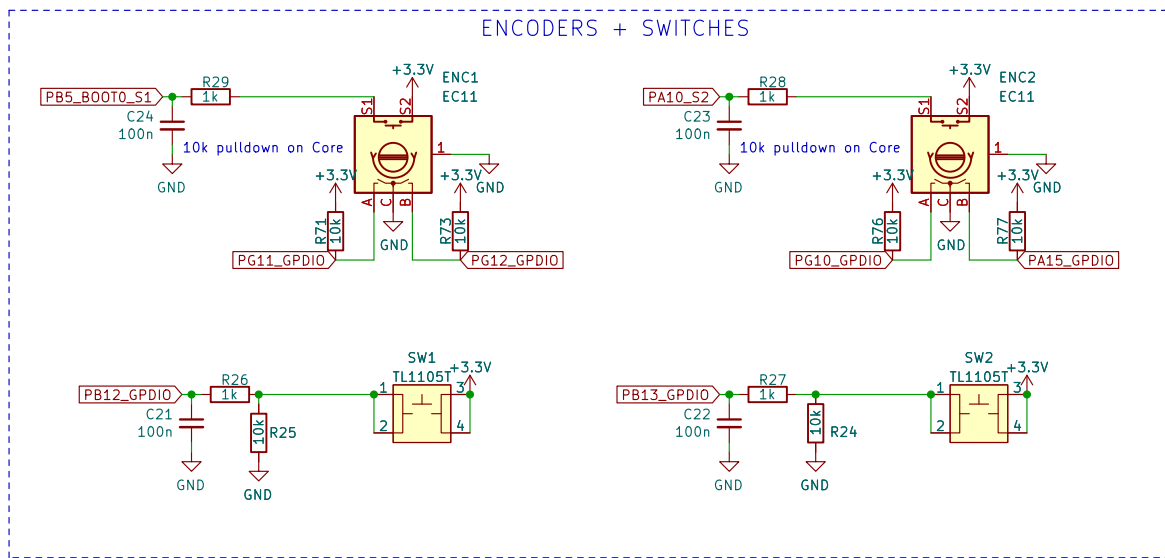 ENCODERS + SWITCHES
PB5_BOOT0_S1
R29
1k
C24
100n
GND
10k pulldown on Core
+3.3V
ENC1
EC11
S1
S2
1
GND
A
C
B
GND
+3.3V
R71
10k
PG11_GPDIO
+3.3V
R73
10k
PG12_GPDIO
PA10_S2
R28
1k
C23
100n
GND
10k pulldown on Core
+3.3V
ENC2
EC11
S1
S2
1
GND
A
C
B
GND
+3.3V
R76
10k
PG10_GPDIO
+3.3V
R77
10k
PA15_GPDIO
PB12_GPDIO
R26
1k
C21
100n
GND
10k
R25
GND
SW1
TL1105T
+3.3V
1
2
3
4
PB13_GPDIO
R27
1k
C22
100n
GND
10k
R24
GND
SW2
TL1105T
+3.3V
1
2
3
4